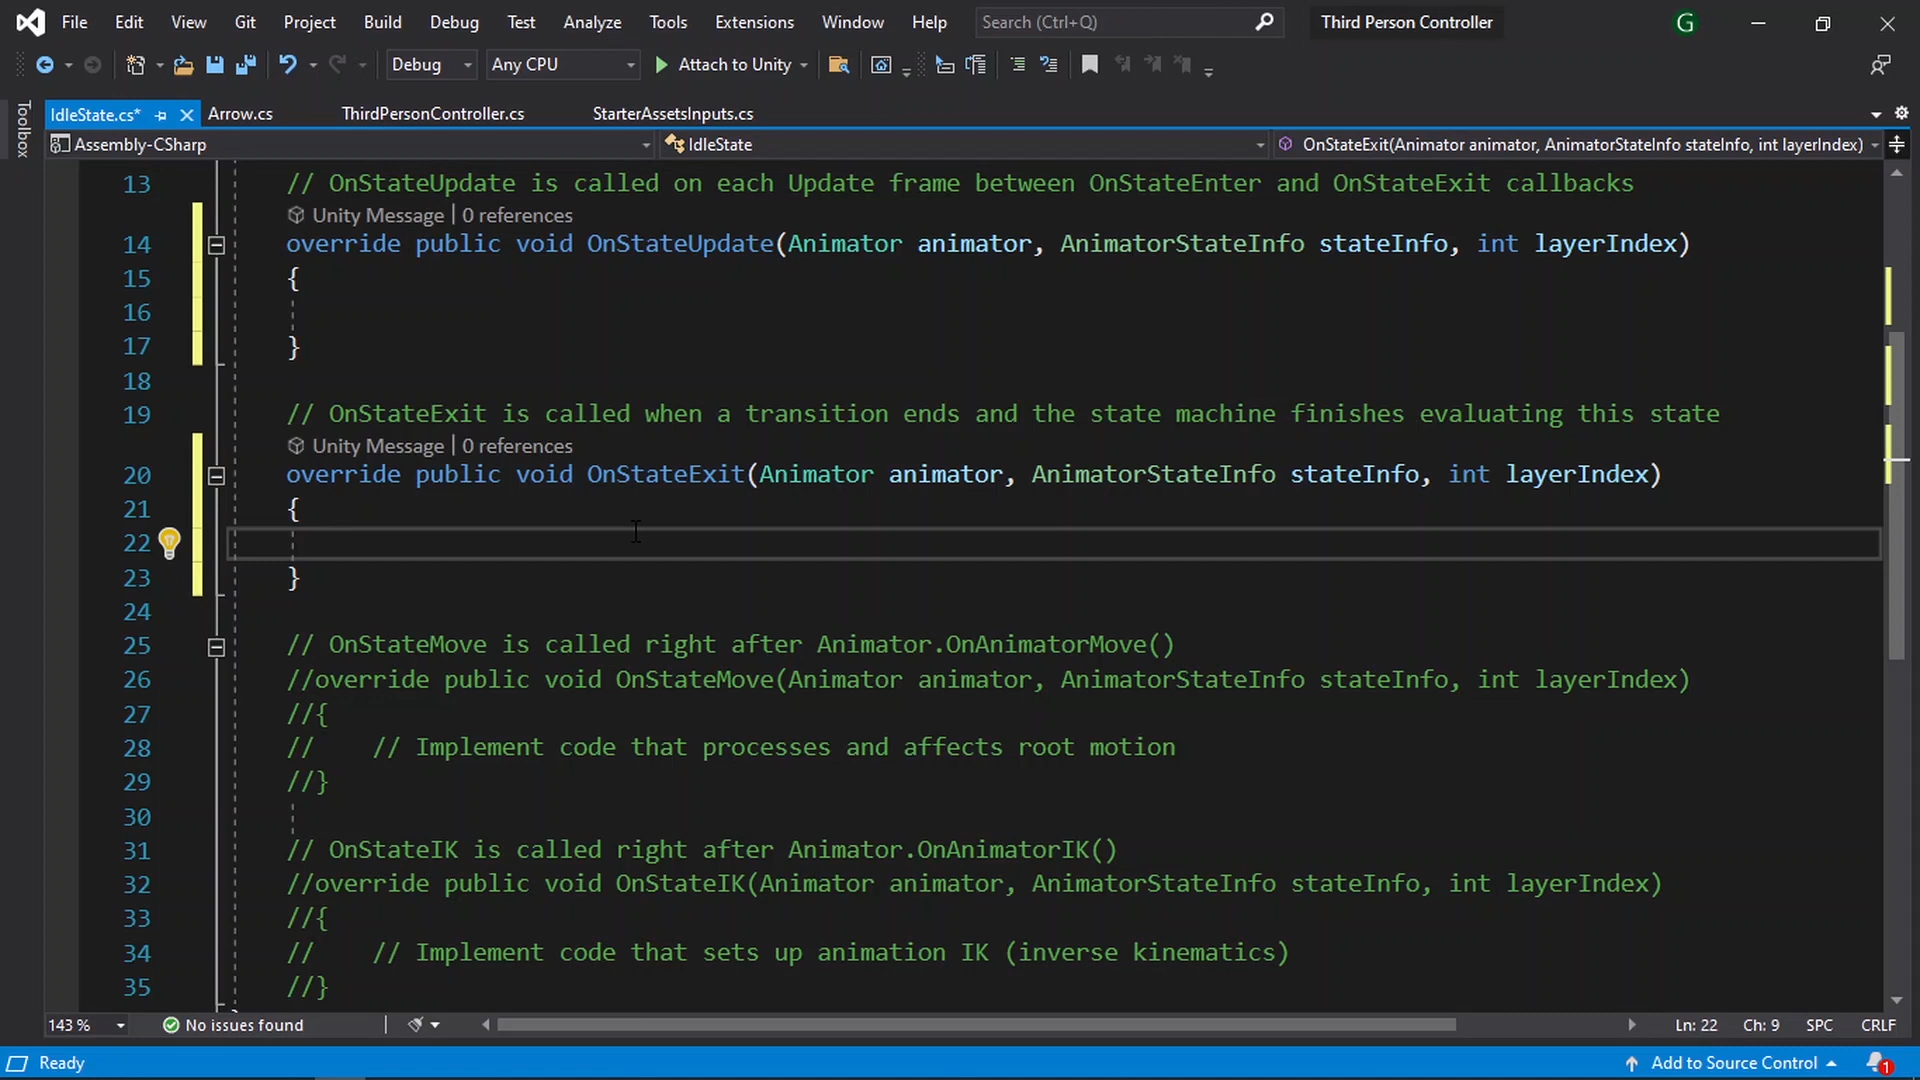 File Edit View Git Project Build Debug Test Analyze Tools Extensions Window Help Search (Ctrl+Q) Third Person Controller G
Debug Any CPU Attach to Unity
Toolbox
IdleState.cs* Arrow.cs ThirdPersonController.cs StarterAssetsInputs.cs
Assembly-CSharp IdleState OnStateExit(Animator animator, AnimatorStateInfo stateInfo, int layerIndex)
13 // OnStateUpdate is called on each Update frame between OnStateEnter and OnStateExit callbacks
Unity Message | 0 references
14 override public void OnStateUpdate(Animator animator, AnimatorStateInfo stateInfo, int layerIndex)
15 {
16
17 }
18
19 // OnStateExit is called when a transition ends and the state machine finishes evaluating this state
Unity Message | 0 references
20 override public void OnStateExit(Animator animator, AnimatorStateInfo stateInfo, int layerIndex)
21 {
22
23 }
24
25 // OnStateMove is called right after Animator.OnAnimatorMove()
26 //override public void OnStateMove(Animator animator, AnimatorStateInfo stateInfo, int layerIndex)
27 //{
28 //    // Implement code that processes and affects root motion
29 //}
30
31 // OnStateIK is called right after Animator.OnAnimatorIK()
32 //override public void OnStateIK(Animator animator, AnimatorStateInfo stateInfo, int layerIndex)
33 //{
34 //    // Implement code that sets up animation IK (inverse kinematics)
35 //}
143 % No issues found Ln: 22 Ch: 9 SPC CRLF
Ready Add to Source Control 1